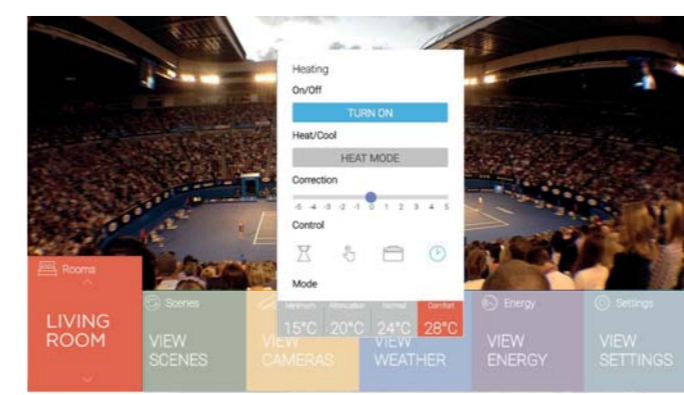 Heating
On/Off
TURN ON
Heat/Cool
HEAT MODE
Correction
-5 -4 -3 -2 -1 0 1 2 3 4 5
Control
Mode
Minimum Attenuation Normal Comfort
15°C 20°C 24°C 28°C
Rooms
LIVING
ROOM
Scenes
VIEW
SCENES
VIEW
CAMERAS
VIEW
WEATHER
Energy
VIEW
ENERGY
Settings
VIEW
SETTINGS